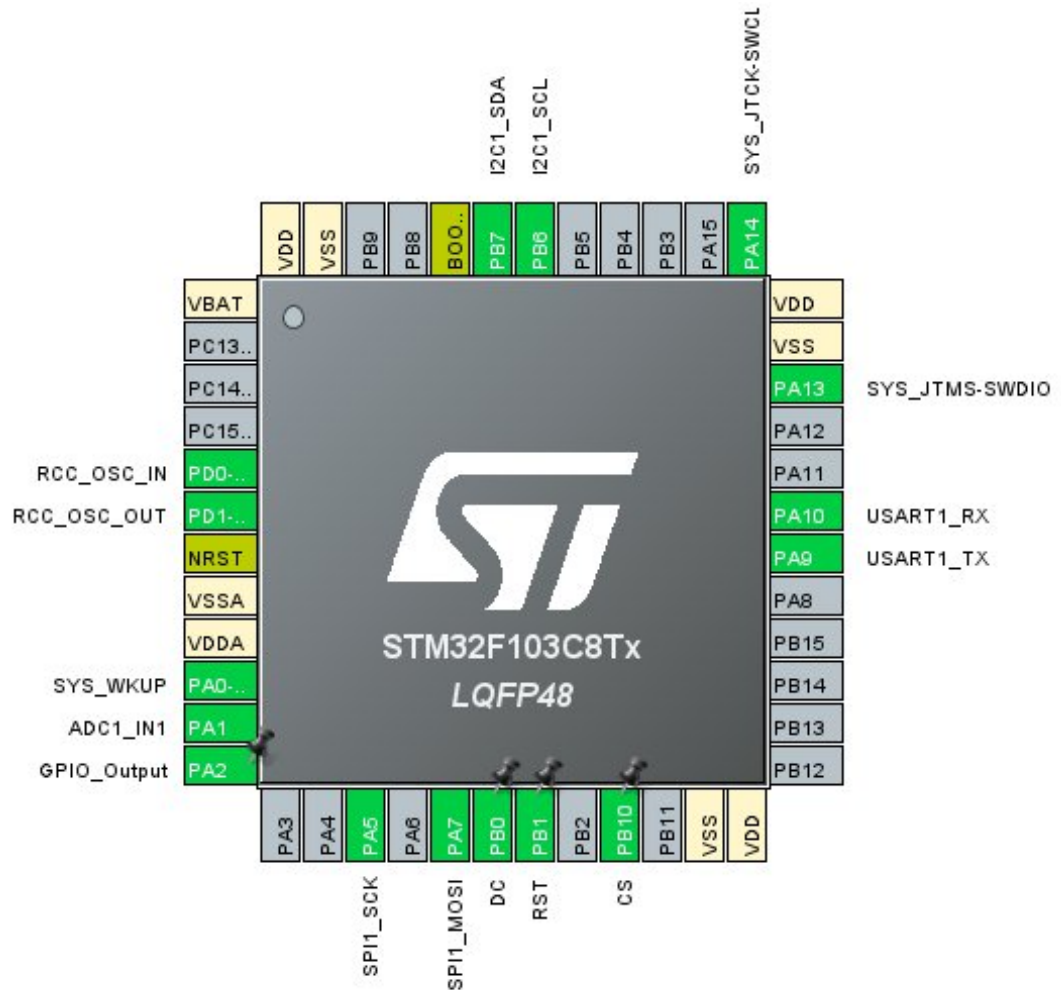 I2C1_SDA
I2C1_SCL
SYS_JTCK-SWCL
VDD
VSS
PB9
PB8
BOO..
PB7
PB6
PB5
PB4
PB3
PA15
PA14
VBAT
PC13..
PC14..
PC15..
RCC_OSC_IN PD0-..
RCC_OSC_OUT PD1-..
NRST
VSSA
VDDA
SYS_WKUP PA0-..
ADC1_IN1 PA1
GPIO_Output PA2
ST
STM32F103C8Tx
LQFP48
VDD
VSS
PA13 SYS_JTMS-SWDIO
PA12
PA11
PA10 USART1_RX
PA9 USART1_TX
PA8
PB15
PB14
PB13
PB12
PA3
PA4
PA5
PA6
PA7
PB0
PB1
PB2
PB10
PB11
VSS
VDD
SPI1_SCK
SPI1_MOSI
DC
RST
CS